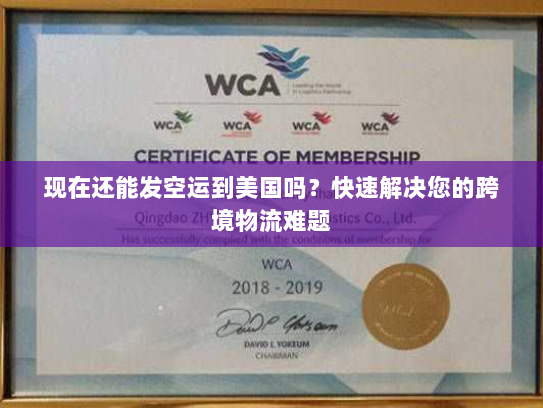 WCA
Leading the World
in Logistics Partnering
WCA WCA WCA WCA
CERTIFICATE OF MEMBERSHIP
现在还能发空运到美国吗？快速解决您的跨
境物流难题
Qingdao ZH istics Co., Ltd.
Has successfully complied with the conditions of membership for
WCA
2018 - 2019
DAVID L YOKEUM
CHAIRMAN